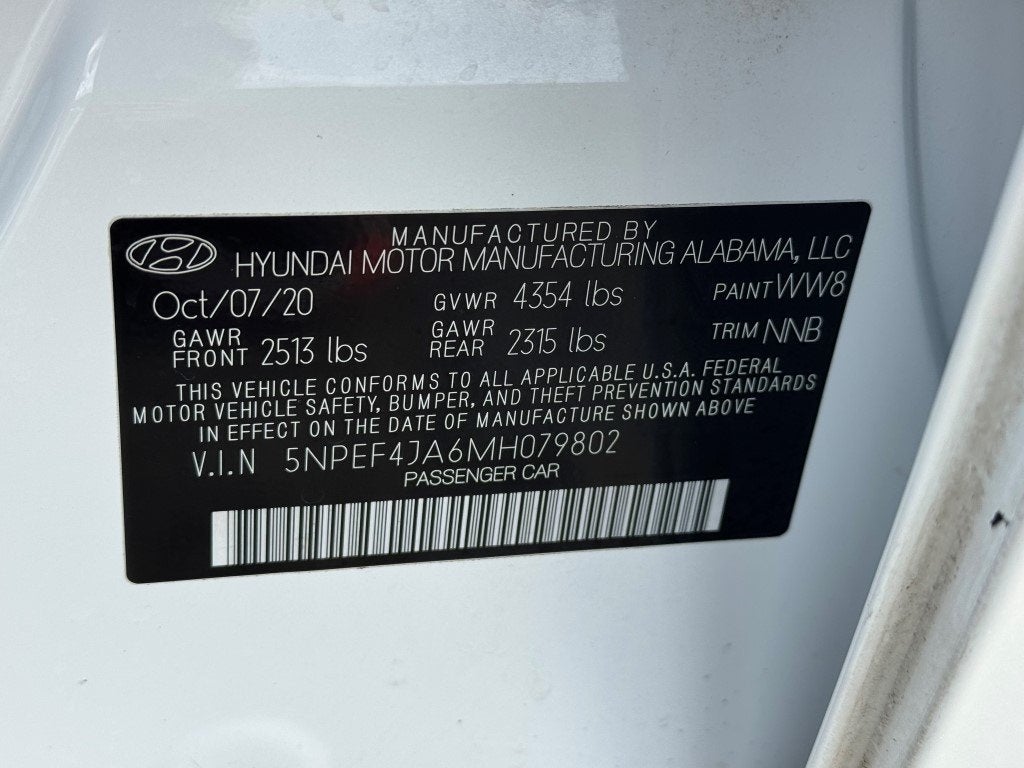 MANUFACTURED BY
HYUNDAI MOTOR MANUFACTURING ALABAMA, LLC
Oct/07/20 GVWR 4354 lbs PAINT WW8
GAWR FRONT 2513 lbs GAWR REAR 2315 lbs TRIM NNB
THIS VEHICLE CONFORMS TO ALL APPLICABLE U.S.A. FEDERAL
MOTOR VEHICLE SAFETY, BUMPER, AND THEFT PREVENTION STANDARDS
IN EFFECT ON THE DATE OF MANUFACTURE SHOWN ABOVE
V.I.N 5NPEF4JA6MH079802
PASSENGER CAR